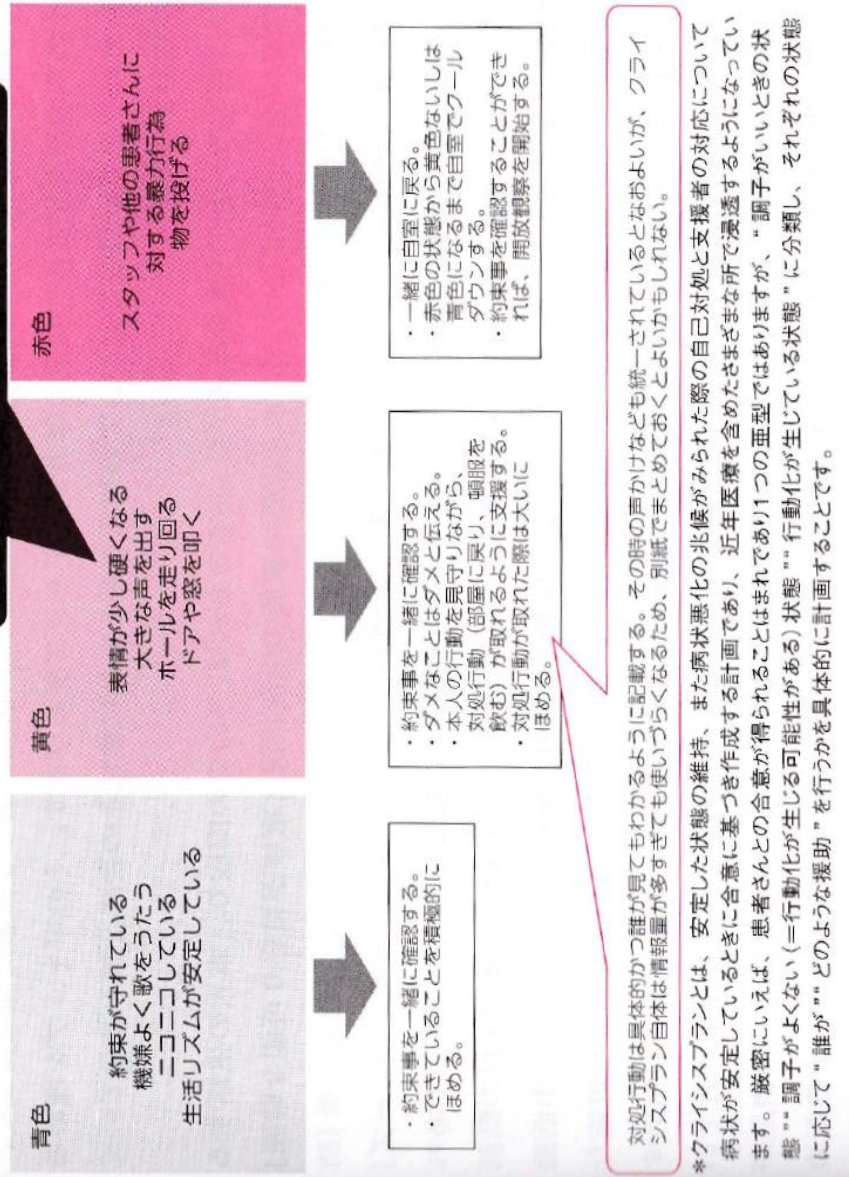 青色
約束が守れている
機嫌よく歌をうたう
ニコニコしている
生活リズムが安定している
・約束事を一緒に確認する。
・できていることを積極的に
ほめる。
黄色
表情が少し硬くなる
大きな声を出す
ホールを走り回る
ドアや窓を叩く
・約束事を一緒に確認する。
・ダメなことはダメと伝える。
・本人の行動を見守りながら、
対処行動（部屋に戻り、頓服を
飲む）が取れるように支援する。
・対処行動が取れた際は大いに
ほめる。
赤色
スタッフや他の患者さんに
対する暴力行為
物を投げる
・一緒に自室に戻る。
・赤色の状態から黄色ないしは
青色になるまで自室でクール
ダウンする。
・約束事を確認することができ
れば、開放観察を開始する。
対処行動は具体的かつ誰が見てもわかるように記載する。その時の声かけなども統一されているとなおよいが、クライ
シスプラン自体は情報量が多すぎても使いづらくなるため、別紙でまとめておくとよいかもしれない。
*クライシスプランとは、安定した状態の維持、また病状悪化の兆候がみられた際の自己対処と支援者の対応について
病状が安定しているときに合意に基づき作成する計画であり、近年医療を含めたさまざまな所で浸透するようになってい
ます。厳密にいえば、患者さんとの合意が得られることはまれであり1つの亜型ではありますが、“調子がいいときの状
態”“調子がよくない（＝行動化が生じる可能性がある）状態”“行動化が生じている状態”に分類し、それぞれの状態
に応じて“誰が”“どのような援助”を行うかを具体的に計画することです。